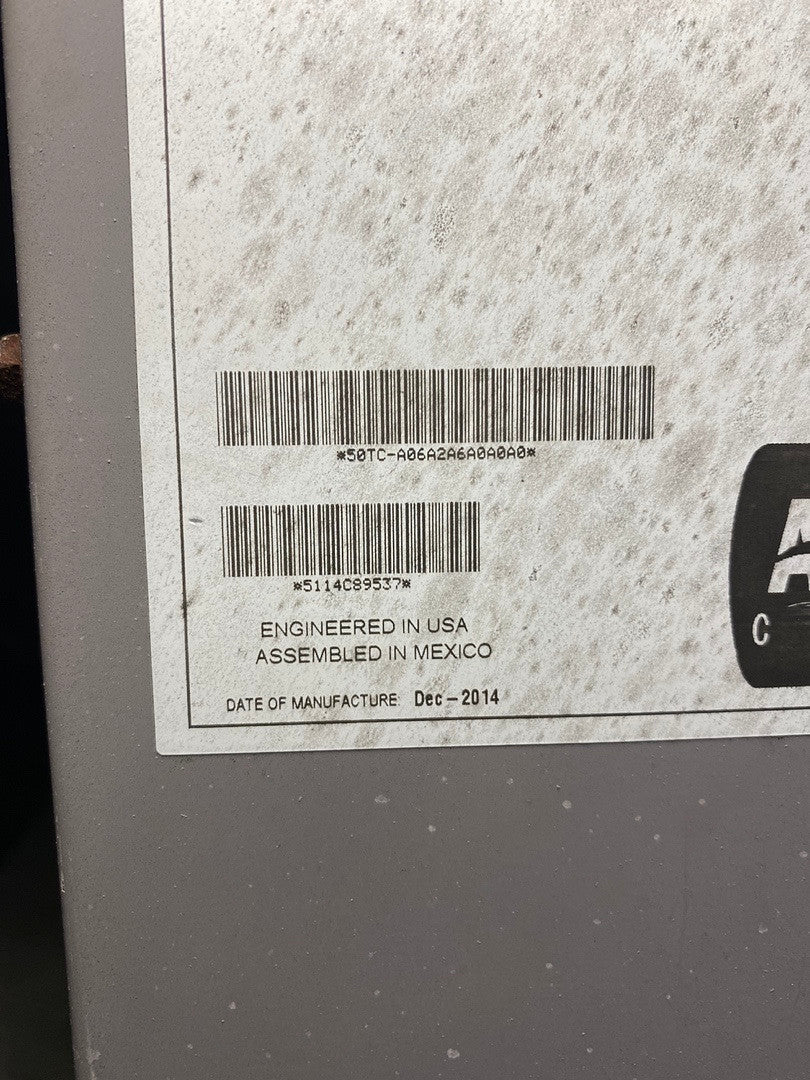 *50TC-A06A2A6A0A0A0*
*5114C89537*
ENGINEERED IN USA
ASSEMBLED IN MEXICO
DATE OF MANUFACTURE: Dec-2014
A
C